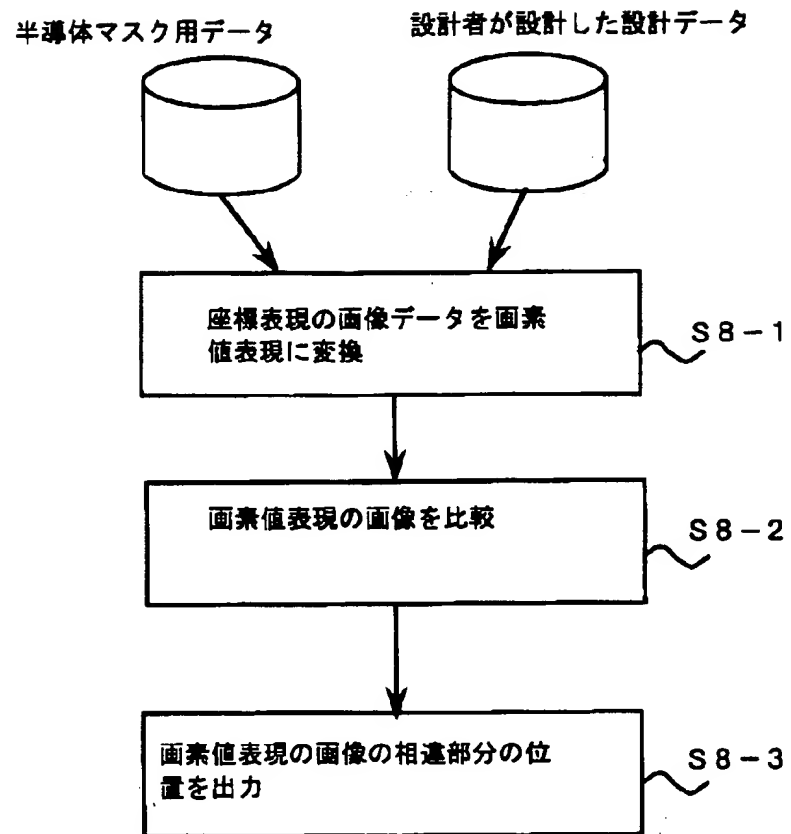 半導体マスク用データ
設計者が設計した設計データ
座標表現の画像データを画素
値表現に変換
S8-1
画素値表現の画像を比較
S8-2
画素値表現の画像の相違部分の位
置を出力
S8-3